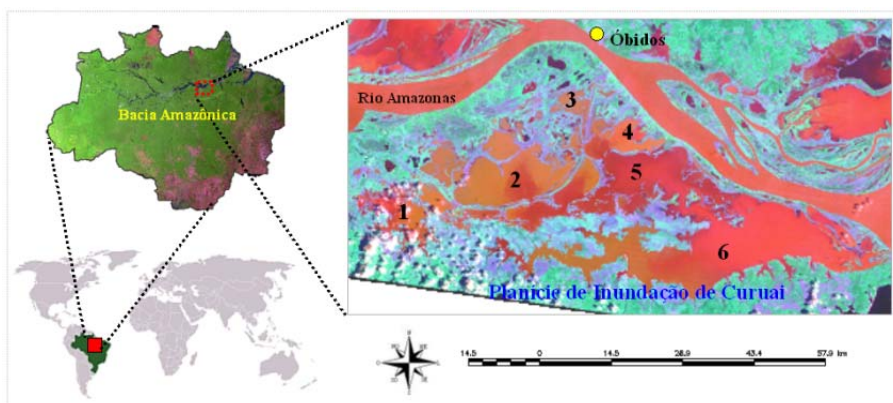 Bacia Amazônica
Óbidos
Rio Amazonas
3
4
5
2
1
6
Planície de Inundação de Curuai
14.5 0 14.5 28.9 43.4 57.9 km